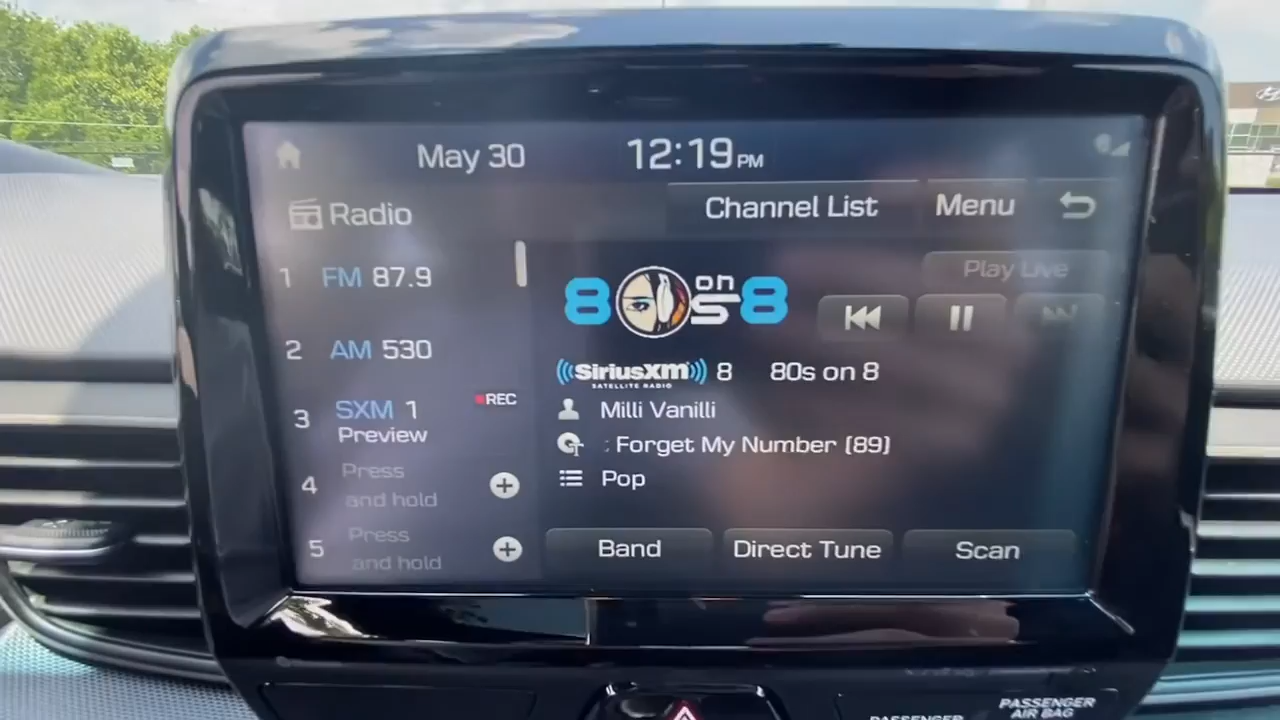 May 30
12:19 PM
Radio
Channel List
Menu
1 FM 87.9
Play Live
8 on 8
2 AM 530
SiriusXM 8 80s on 8
SATELLITE RADIO
3 SXM 1 REC
Preview
Milli Vanilli
: Forget My Number (89)
Pop
4 Press
and hold
5 Press
and hold
Band
Direct Tune
Scan
PASSENGER
PASSENGER
AIR BAG